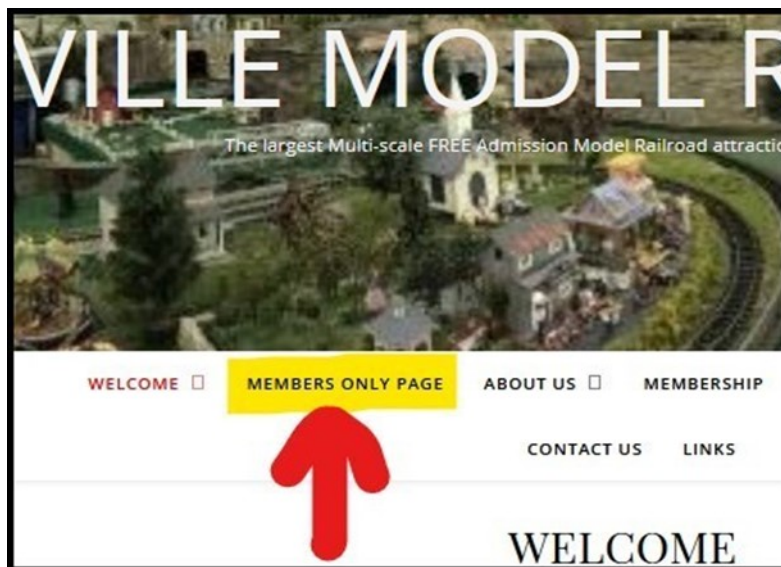 VILLE MODEL R
The largest Multi-scale FREE Admission Model Railroad attractio
WELCOME MEMBERS ONLY PAGE ABOUT US MEMBERSHIP
CONTACT US LINKS
WELCOME